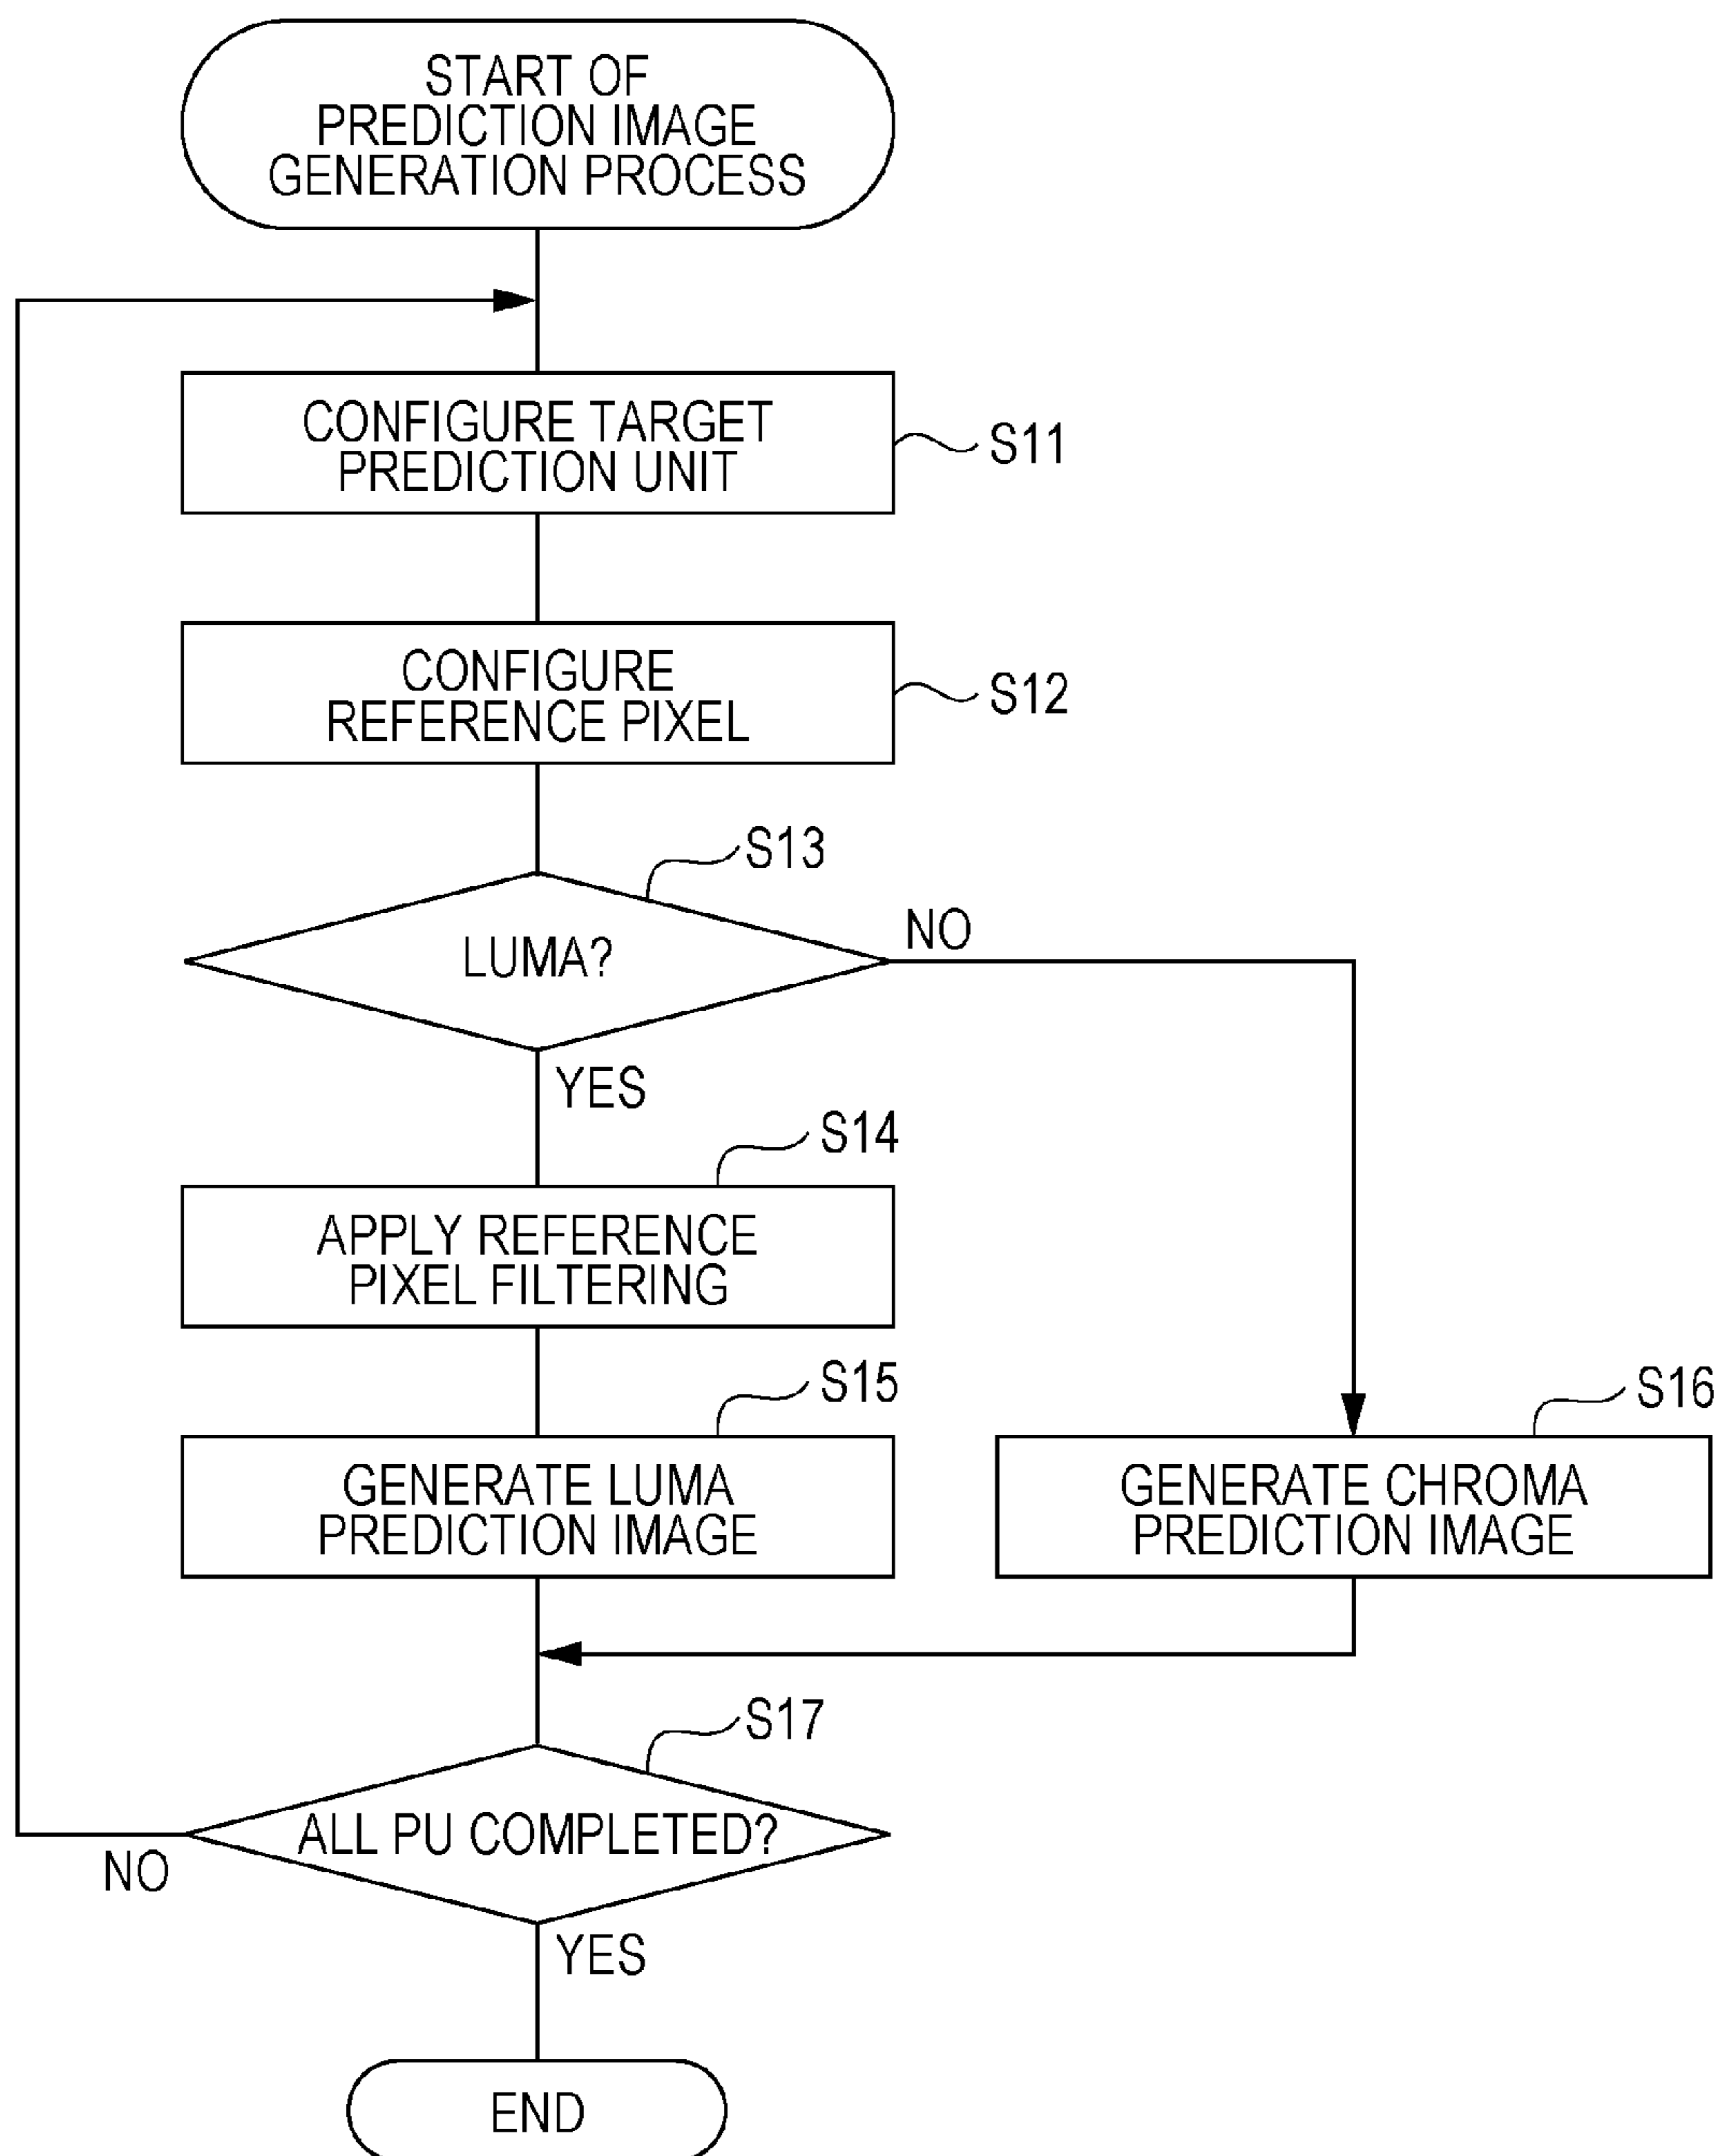 START OF
PREDICTION IMAGE
GENERATION PROCESS
CONFIGURE TARGET
PREDICTION UNIT
S11
CONFIGURE
REFERENCE PIXEL
S12
S13
LUMA?
NO
YES
S14
APPLY REFERENCE
PIXEL FILTERING
S15
GENERATE LUMA
PREDICTION IMAGE
S16
GENERATE CHROMA
PREDICTION IMAGE
S17
ALL PU COMPLETED?
NO
YES
END